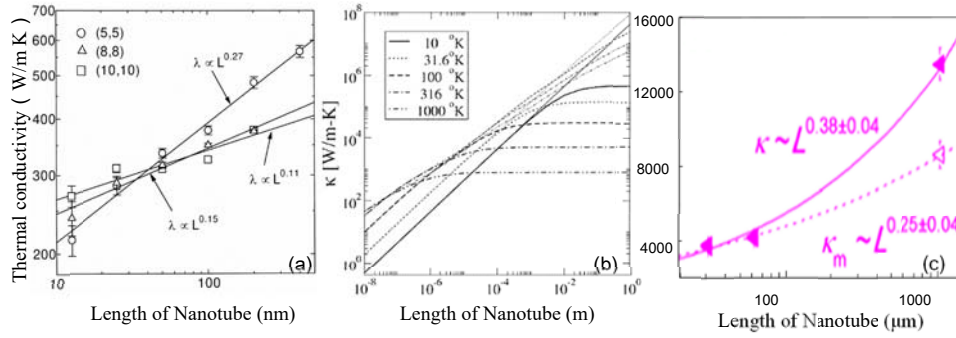 Thermal conductivity ( W/m K )
700
600
500
400
300
200
10
100
(5,5)
(8,8)
(10,10)
λ ∝ L^0.27
λ ∝ L^0.11
λ ∝ L^0.15
(a)
Length of Nanotube (nm)
κ [W/m-K]
10^8
10^6
10^4
10^2
10^0
10^-8
10^-6
10^-4
10^-2
10^0
10 °K
31.6 °K
100 °K
316 °K
1000 °K
(b)
Length of Nanotube (m)
16000
12000
8000
4000
100
1000
κ ~ L^0.38±0.04
κm ~ L^0.25±0.04
(c)
Length of Nanotube (μm)